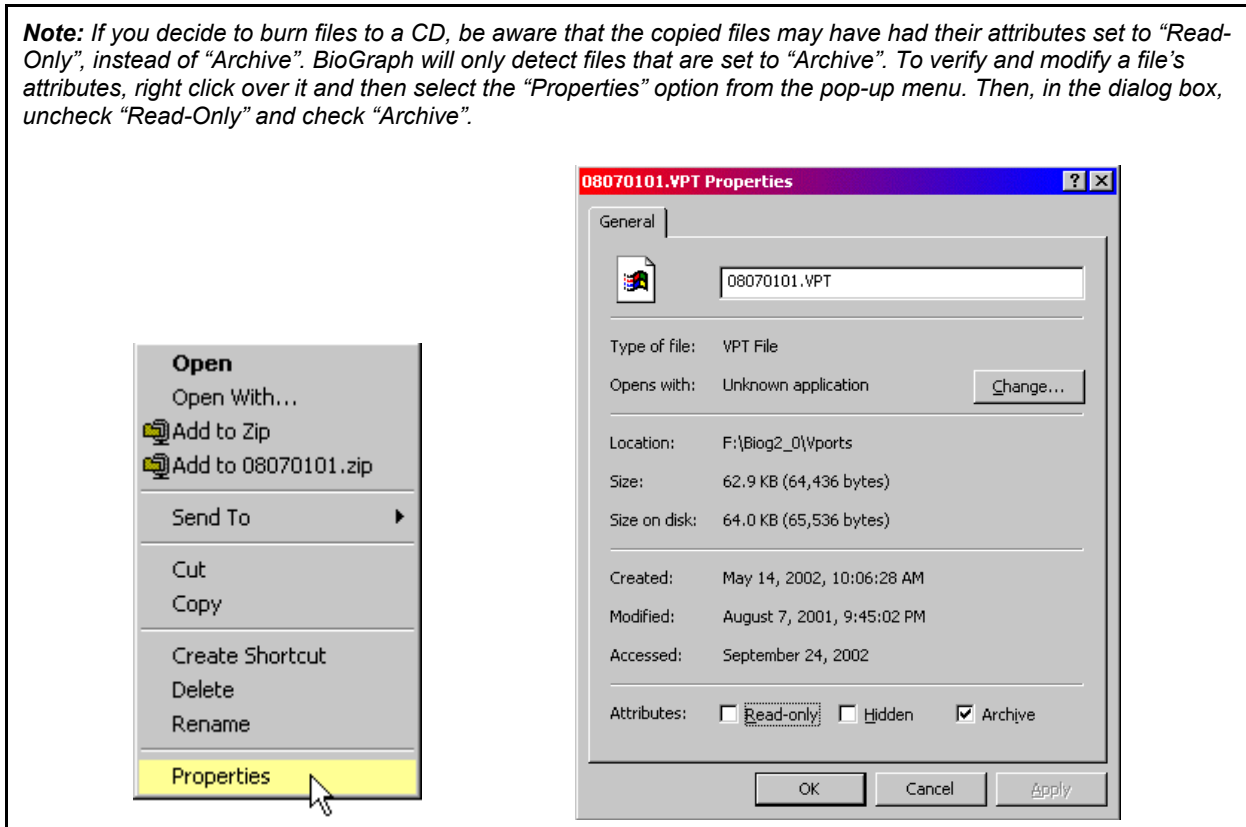 Note: If you decide to burn files to a CD, be aware that the copied files may have had their attributes set to “Read-
Only”, instead of “Archive”. BioGraph will only detect files that are set to “Archive”. To verify and modify a file’s
attributes, right click over it and then select the “Properties” option from the pop-up menu. Then, in the dialog box,
uncheck “Read-Only” and check “Archive”.
Open
Open With...
Add to Zip
Add to 08070101.zip
Send To
Cut
Copy
Create Shortcut
Delete
Rename
Properties
08070101.VPT Properties
General
08070101.VPT
Type of file: VPT File
Opens with: Unknown application Change...
Location: F:\Biog2_0\Vports
Size: 62.9 KB (64,436 bytes)
Size on disk: 64.0 KB (65,536 bytes)
Created: May 14, 2002, 10:06:28 AM
Modified: August 7, 2001, 9:45:02 PM
Accessed: September 24, 2002
Attributes: Read-only Hidden Archive
OK Cancel Apply